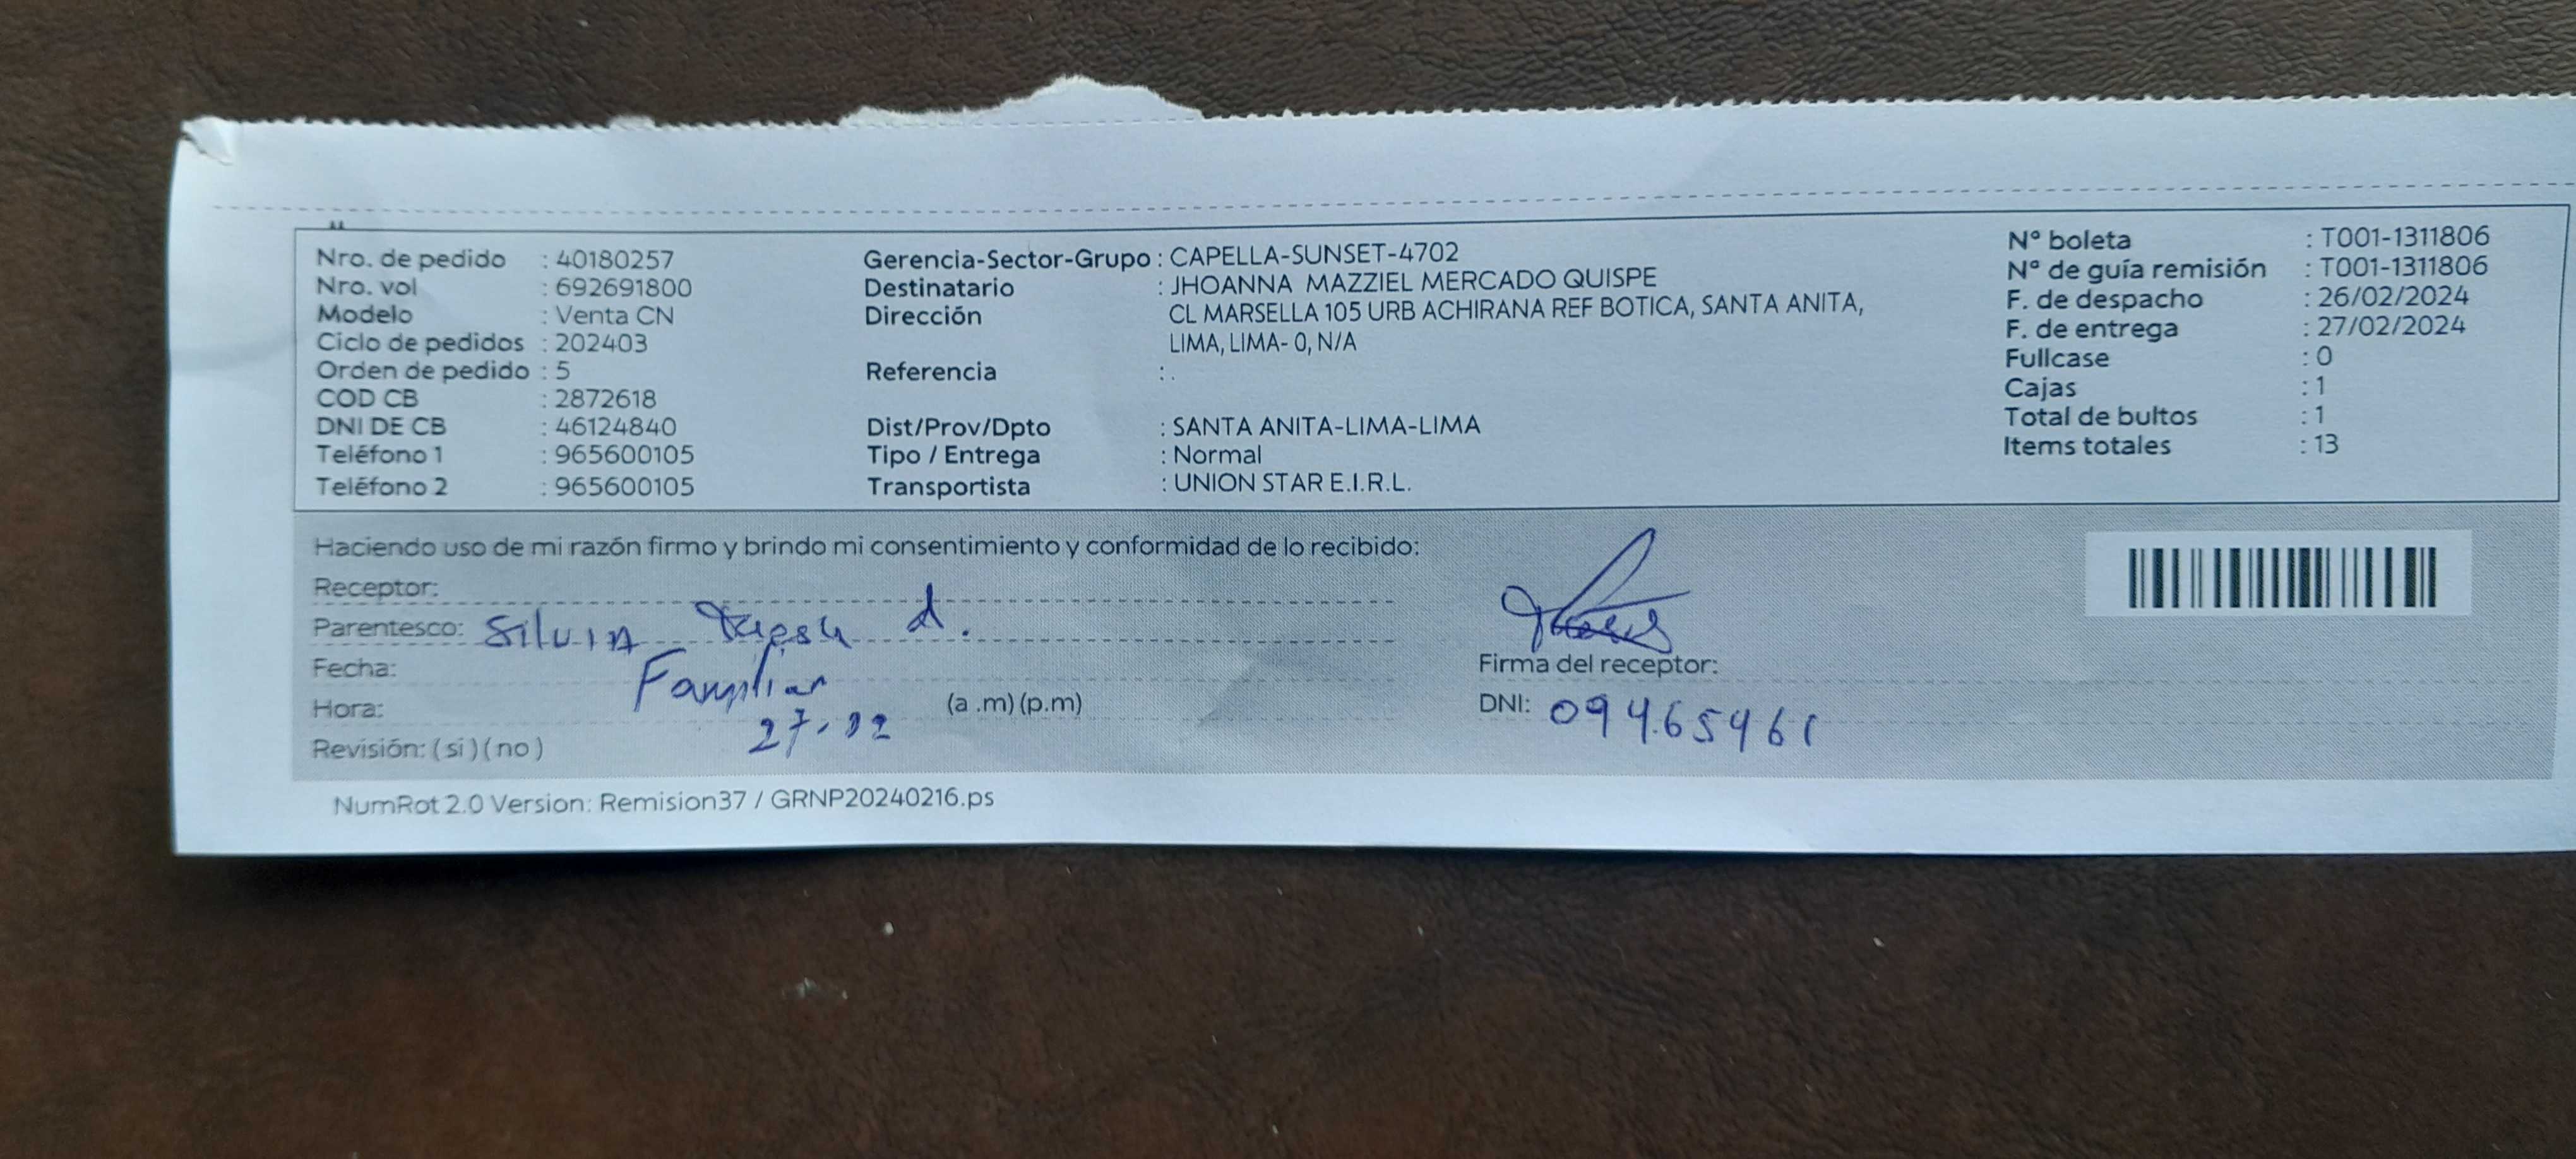 Nro. de pedido : 40180257
Nro. vol : 692691800
Modelo : Venta CN
Ciclo de pedidos : 202403
Orden de pedido : 5
COD CB : 2872618
DNI DE CB : 46124840
Teléfono 1 : 965600105
Teléfono 2 : 965600105
Gerencia-Sector-Grupo : CAPELLA-SUNSET-4702
Destinatario : JHOANNA MAZZIEL MERCADO QUISPE
Dirección CL MARSELLA 105 URB ACHIRANA REF BOTICA, SANTA ANITA,
LIMA, LIMA- 0, N/A
Referencia : .
Dist/Prov/Dpto : SANTA ANITA-LIMA-LIMA
Tipo / Entrega : Normal
Transportista : UNION STAR E.I.R.L.
Nº boleta : T001-1311806
Nº de guía remisión : T001-1311806
F. de despacho : 26/02/2024
F. de entrega : 27/02/2024
Fullcase : 0
Cajas : 1
Total de bultos : 1
Items totales : 13
Haciendo uso de mi razón firmo y brindo mi consentimiento y conformidad de lo recibido:
Receptor:
Parentesco: Silvia
Fecha: Familiar
Hora: 27.02 (a .m) (p.m)
Revisión: ( si ) ( no )
Firma del receptor:
DNI: 09465461
NumRot 2.0 Version: Remision37 / GRNP20240216.ps